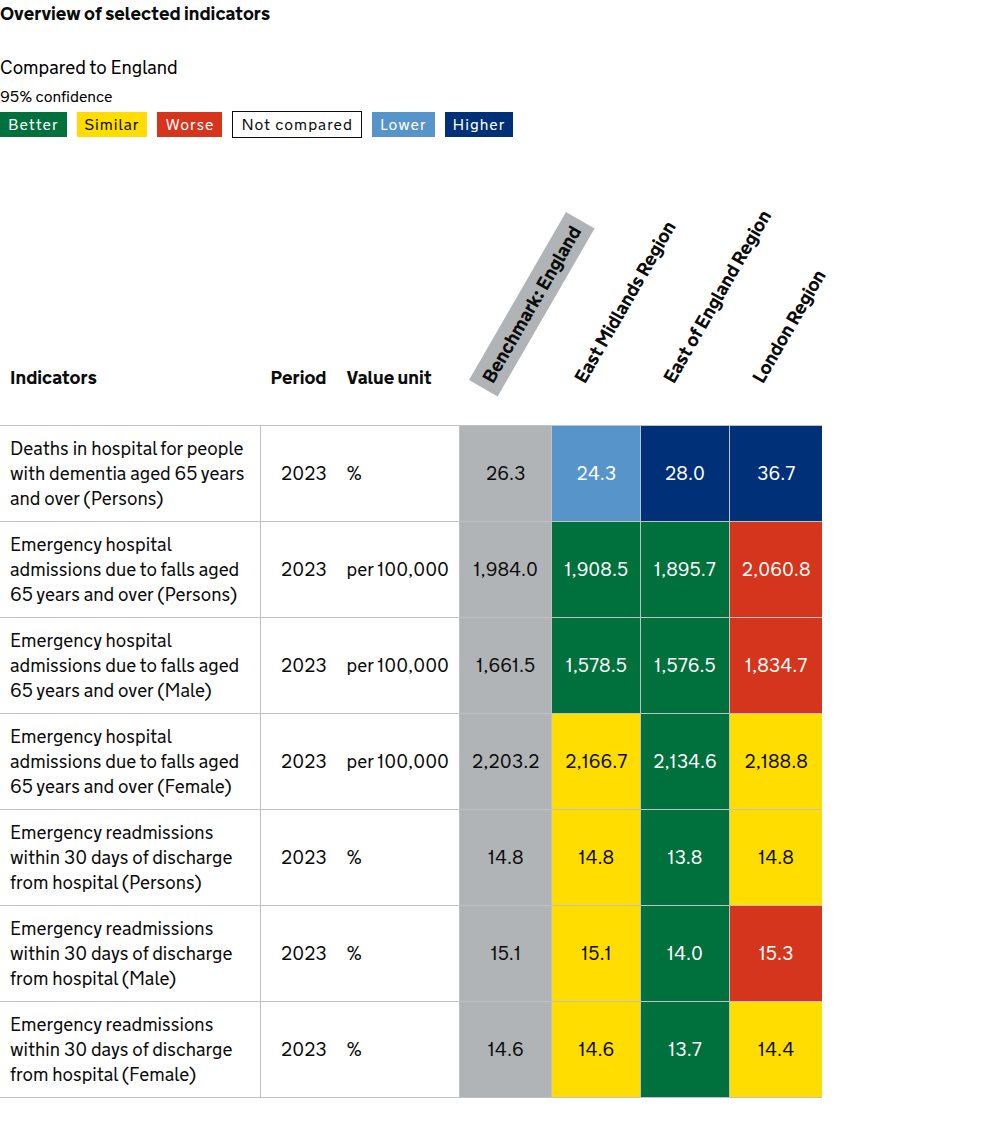 Overview of selected indicators
Compared to England
95% confidence
Better Similar Worse Not compared Lower Higher
Indicators Period Value unit Benchmark: England East Midlands Region East of England Region London Region
Deaths in hospital for people
with dementia aged 65 years
and over (Persons)
2023 % 26.3 24.3 28.0 36.7
Emergency hospital
admissions due to falls aged
65 years and over (Persons)
2023 per 100,000 1,984.0 1,908.5 1,895.7 2,060.8
Emergency hospital
admissions due to falls aged
65 years and over (Male)
2023 per 100,000 1,661.5 1,578.5 1,576.5 1,834.7
Emergency hospital
admissions due to falls aged
65 years and over (Female)
2023 per 100,000 2,203.2 2,166.7 2,134.6 2,188.8
Emergency readmissions
within 30 days of discharge
from hospital (Persons)
2023 % 14.8 14.8 13.8 14.8
Emergency readmissions
within 30 days of discharge
from hospital (Male)
2023 % 15.1 15.1 14.0 15.3
Emergency readmissions
within 30 days of discharge
from hospital (Female)
2023 % 14.6 14.6 13.7 14.4